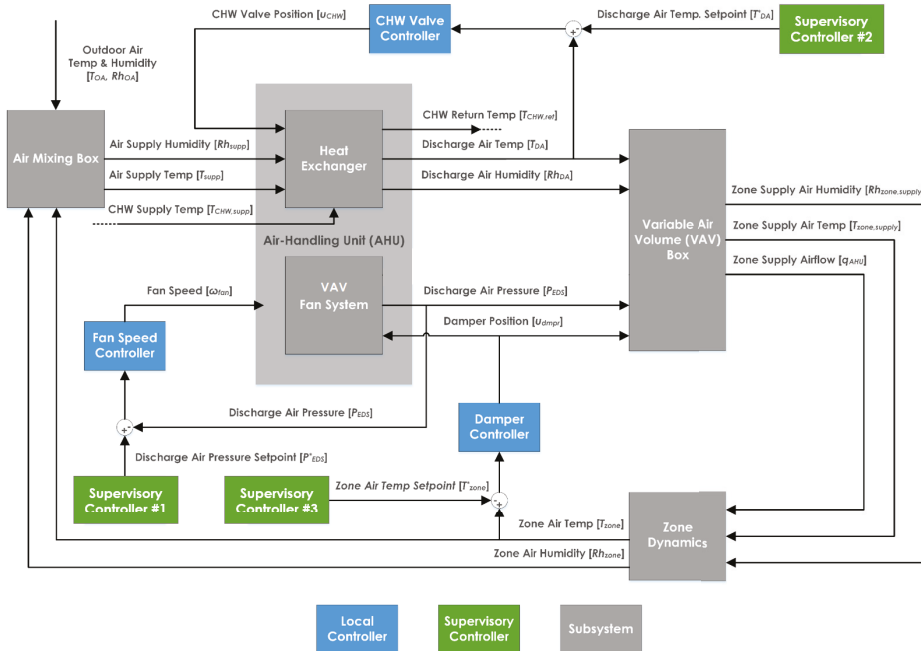 CHW Valve Position [uCHW]
CHW Valve
Controller
Discharge Air Temp. Setpoint [T*DA]
Supervisory
Controller #2
Outdoor Air
Temp & Humidity
[TOA, RhOA]
+ -
Air Mixing Box
Air Supply Humidity [Rhsupp]
Air Supply Temp [Tsupp]
CHW Supply Temp [TCHW,supp]
Heat
Exchanger
CHW Return Temp [TCHW,ret]
Discharge Air Temp [TDA]
Discharge Air Humidity [RhDA]
Air-Handling Unit (AHU)
Variable Air
Volume (VAV)
Box
Zone Supply Air Humidity [Rhzone,supply]
Zone Supply Air Temp [Tzone,supply]
Zone Supply Airflow [qAHU]
Fan Speed [ωfan]
VAV
Fan System
Discharge Air Pressure [PEDS]
Damper Position [udmpr]
Fan Speed
Controller
Damper
Controller
Discharge Air Pressure [PEDS]
+ -
Discharge Air Pressure Setpoint [P*EDS]
Supervisory
Controller #1
Supervisory
Controller #3
Zone Air Temp Setpoint [T*zone]
- +
Zone Air Temp [Tzone]
Zone Air Humidity [Rhzone]
Zone
Dynamics
Local
Controller
Supervisory
Controller
Subsystem